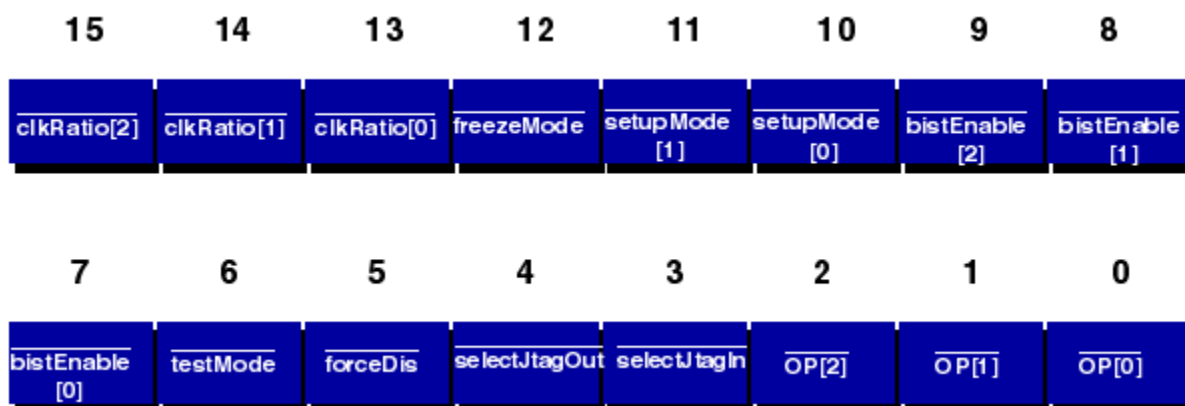 15 14 13 12 11 10 9 8
clkRatio[2] clkRatio[1] clkRatio[0] freezeMode setupMode [1] setupMode [0] bistEnable [2] bistEnable [1]
7 6 5 4 3 2 1 0
bistEnable [0] testMode forceDis selectJtagOut selectJtagIn OP[2] OP[1] OP[0]